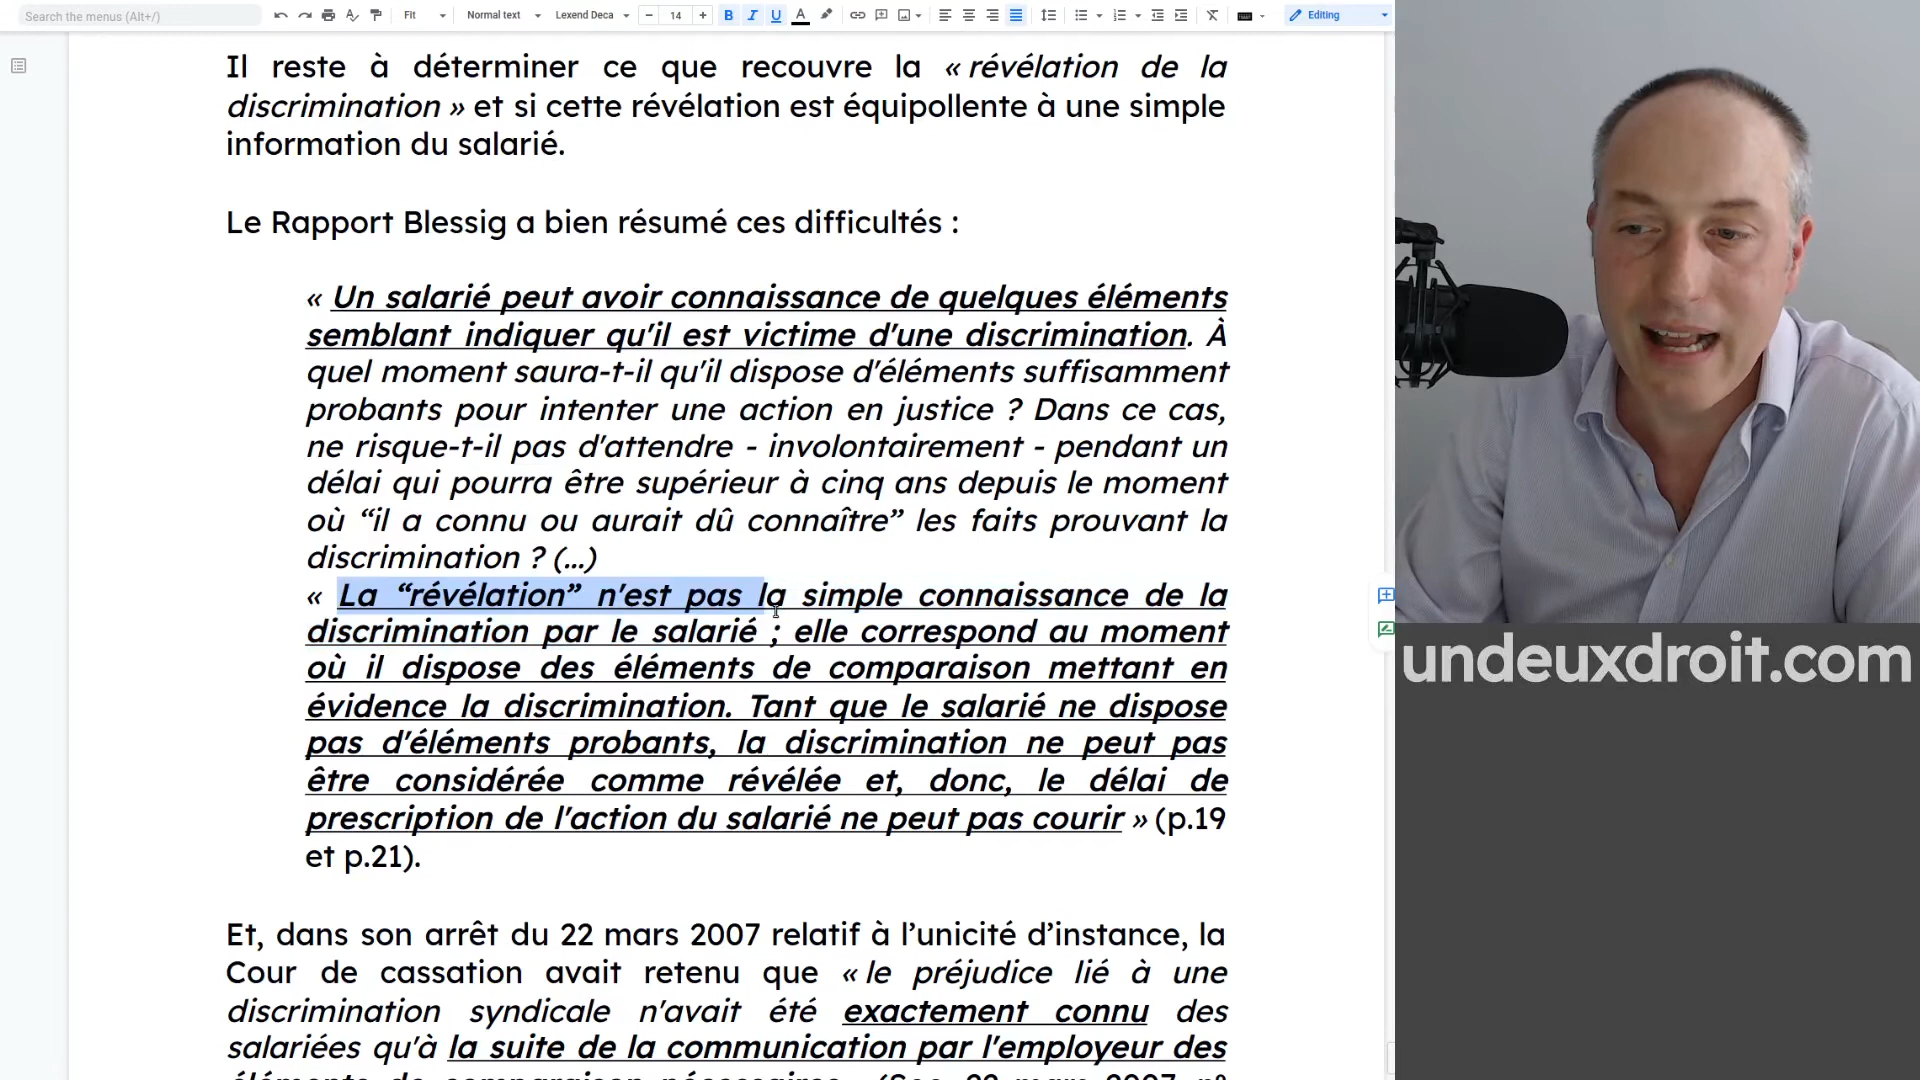 Search the menus (Alt+/)
Fit
Normal text
Lexend Deca
14
B
I
U
A
Editing
Il reste à déterminer ce que recouvre la « révélation de la
discrimination » et si cette révélation est équipollente à une simple
information du salarié.
Le Rapport Blessig a bien résumé ces difficultés :
« Un salarié peut avoir connaissance de quelques éléments
semblant indiquer qu'il est victime d'une discrimination. À
quel moment saura-t-il qu'il dispose d'éléments suffisamment
probants pour intenter une action en justice ? Dans ce cas,
ne risque-t-il pas d'attendre - involontairement - pendant un
délai qui pourra être supérieur à cinq ans depuis le moment
où “il a connu ou aurait dû connaître” les faits prouvant la
discrimination ? (...)
« La “révélation” n'est pas la simple connaissance de la
discrimination par le salarié ; elle correspond au moment
où il dispose des éléments de comparaison mettant en
évidence la discrimination. Tant que le salarié ne dispose
pas d'éléments probants, la discrimination ne peut pas
être considérée comme révélée et, donc, le délai de
prescription de l'action du salarié ne peut pas courir » (p.19
et p.21).
Et, dans son arrêt du 22 mars 2007 relatif à l’unicité d’instance, la
Cour de cassation avait retenu que « le préjudice lié à une
discrimination syndicale n'avait été exactement connu des
salariées qu'à la suite de la communication par l'employeur des
undeuxdroit.com